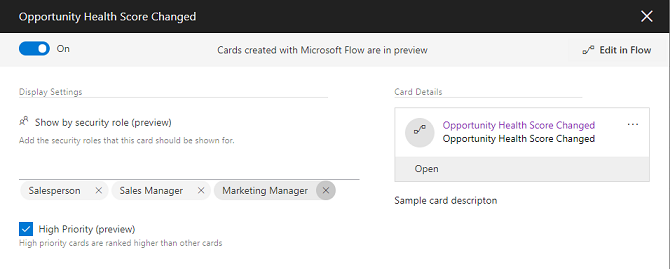 Opportunity Health Score Changed
On
Cards created with Microsoft Flow are in preview
Edit in Flow
Display Settings
Show by security role (preview)
Add the security roles that this card should be shown for.
Salesperson
Sales Manager
Marketing Manager
High Priority (preview)
High priority cards are ranked higher than other cards
Card Details
Opportunity Health Score Changed
Opportunity Health Score Changed
Open
Sample card descripton